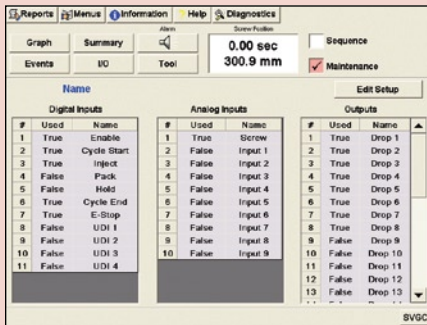 Reports Menus Information Help Diagnostics
Alarm Screw Position
Graph Summary 0.00 sec Sequence
Events I/O Tool 300.9 mm Maintenance
Name Edit Setup
Digital Inputs Analog Inputs Outputs
# Used Name # Used Name # Used Name
1 True Enable 1 True Screw 1 True Drop 1
2 True Cycle Start 2 False Input 1 2 True Drop 2
3 True Inject 3 False Input 2 3 True Drop 3
4 False Pack 4 False Input 3 4 True Drop 4
5 False Hold 5 False Input 4 5 True Drop 5
6 True Cycle End 6 False Input 5 6 True Drop 6
7 True E-Stop 7 False Input 6 7 True Drop 7
8 False UDI 1 8 False Input 7 8 True Drop 8
9 False UDI 2 9 False Input 8 9 False Drop 9
10 False UDI 3 10 False Input 9 10 False Drop 10
11 False UDI 4 11 False Drop 11
12 False Drop 12
13 False Drop 13
SVGC